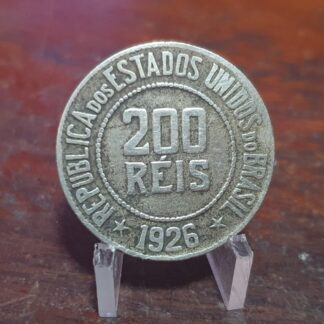 REPUBLICA DOS ESTADOS UNIDOS DO BRASIL
200
RÉIS
1926